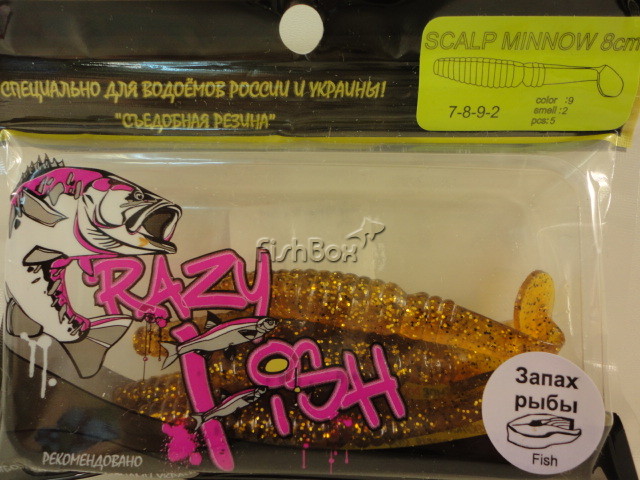 SCALP MINNOW 8cm
7-8-9-2
color :9
smell :2
pcs: 5
СПЕЦИАЛЬНО ДЛЯ ВОДОЁМОВ РОССИИ И УКРАИНЫ!
"СЪЕДОБНАЯ РЕЗИНА"
fishBox
RAZY
FISH
Запах
рыбы
Fish
РЕКОМЕНДОВАНО